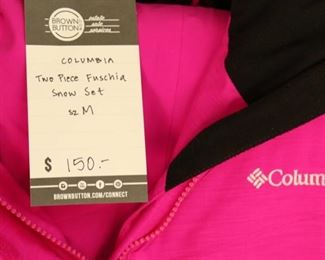 BROWN
BUTTON
estate
sale
services
COLUMBIA
Two Piece Fuschia
Snow Set
sz M
$ 150.-
BROWNBUTTON.COM/CONNECT
Colum